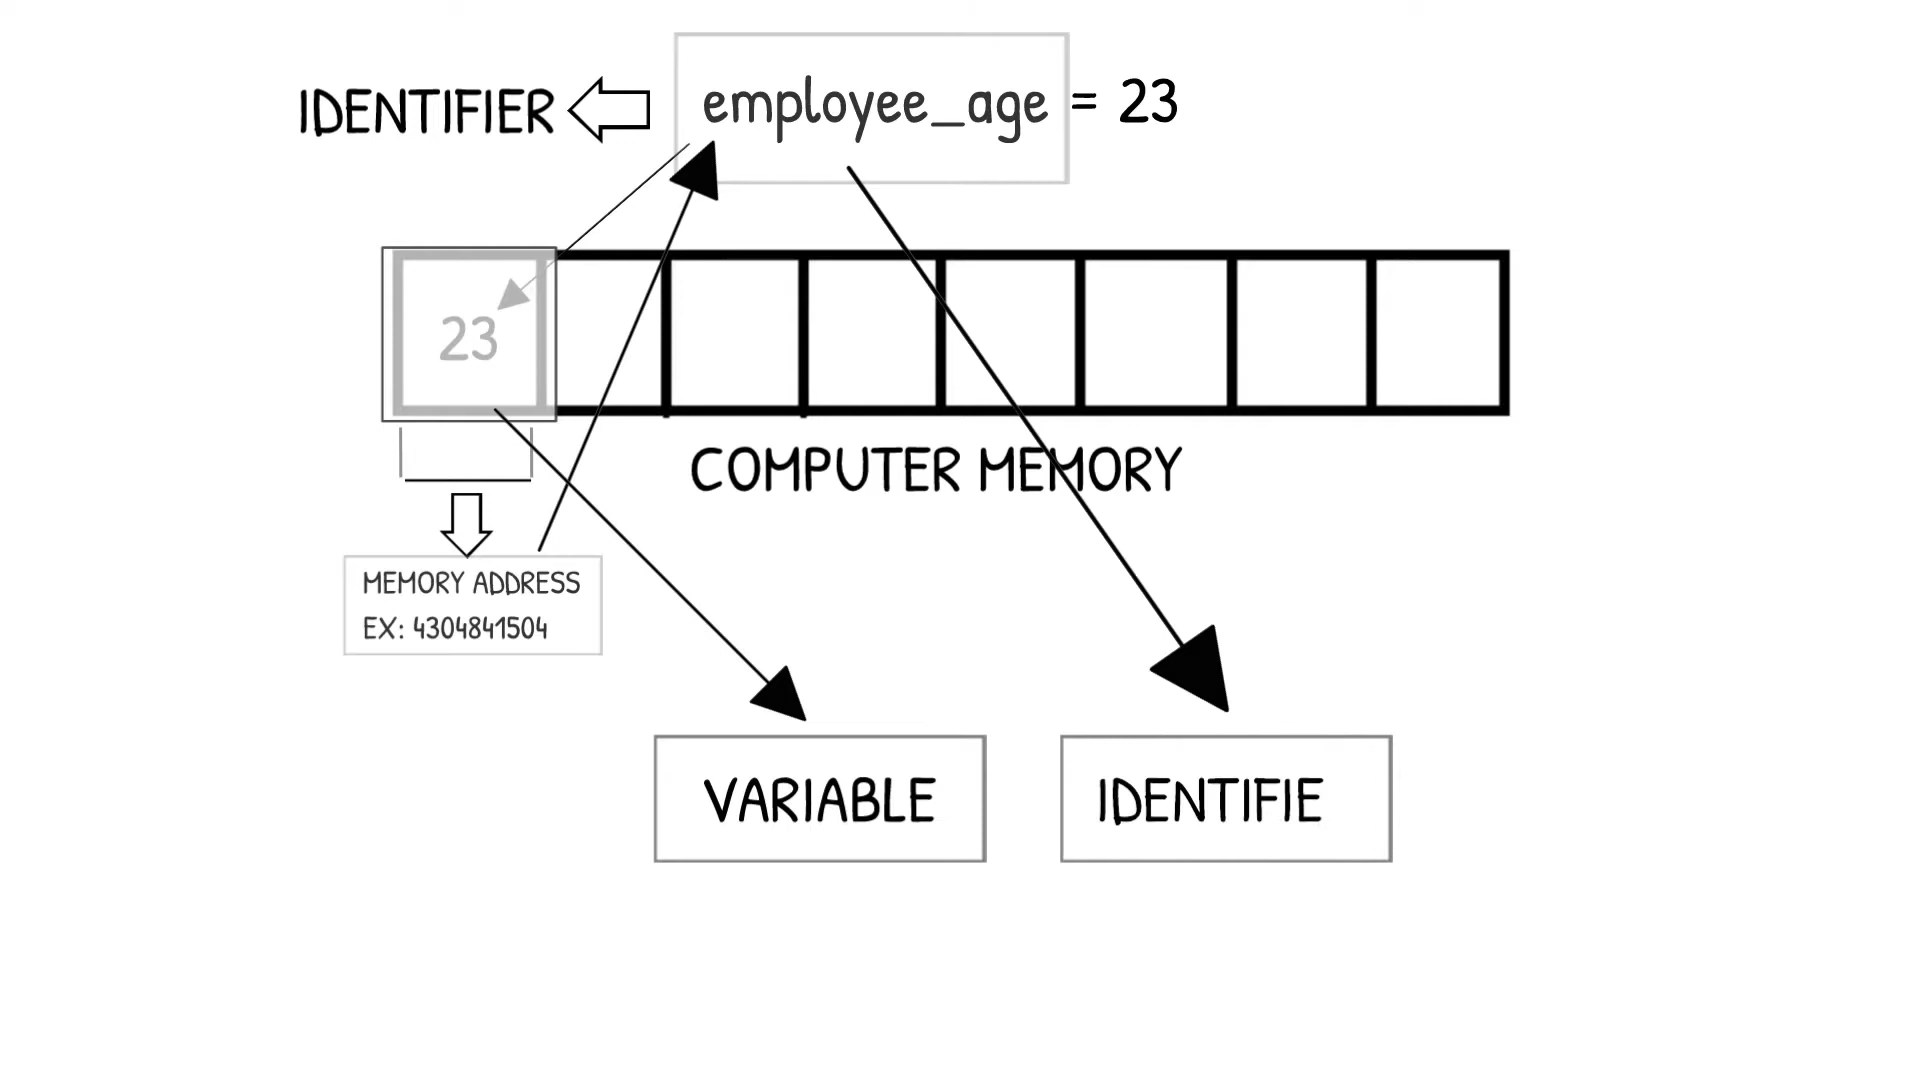 IDENTIFIER
employee_age = 23
23
COMPUTER MEMORY
MEMORY ADDRESS
EX: 4304841504
VARIABLE
IDENTIFIE